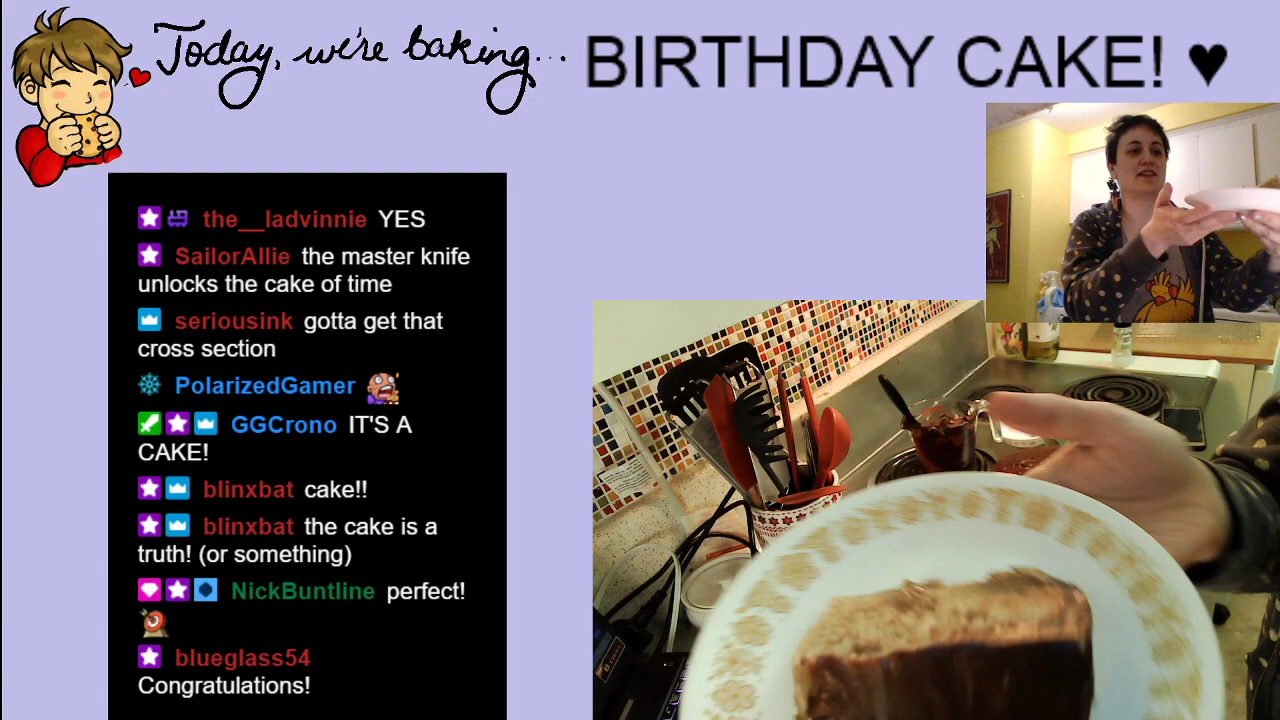 Today, we're baking... BIRTHDAY CAKE! ♥
the__ladvinnie YES
SailorAllie the master knife
unlocks the cake of time
seriousink gotta get that
cross section
PolarizedGamer
GGCrono IT'S A
CAKE!
blinxbat cake!!
blinxbat the cake is a
truth! (or something)
NickBuntline perfect!
blueglass54
Congratulations!